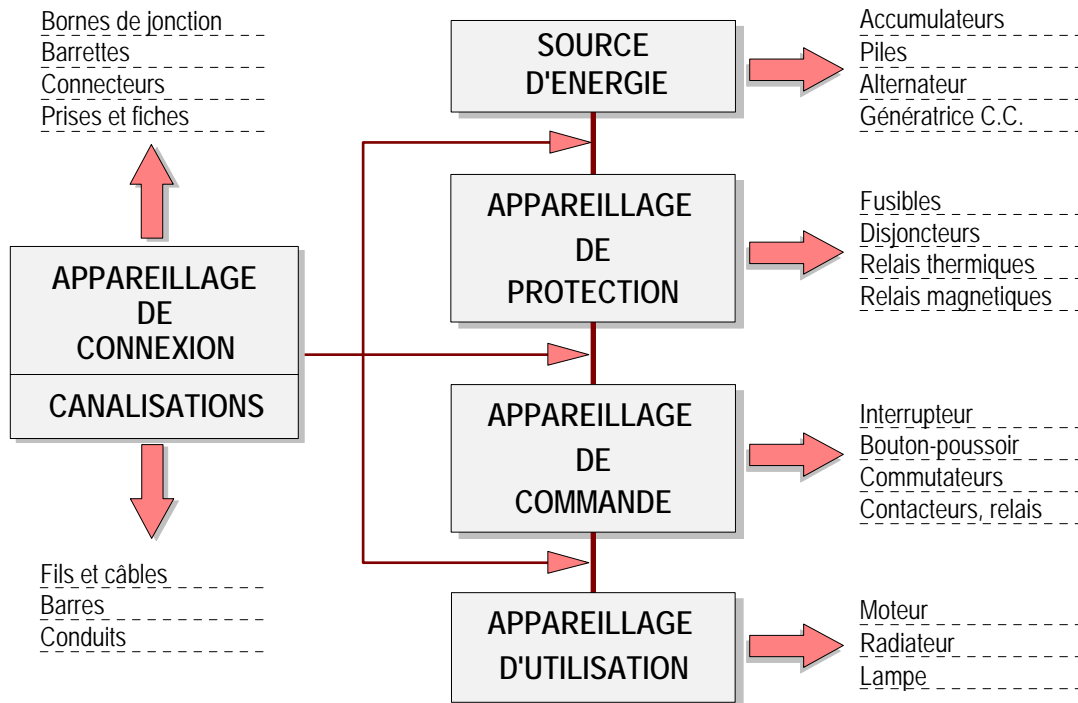 Bornes de jonction
Barrettes
Connecteurs
Prises et fiches
APPAREILLAGE
DE
CONNEXION
CANALISATIONS
Fils et câbles
Barres
Conduits
SOURCE
D'ENERGIE
Accumulateurs
Piles
Alternateur
Génératrice C.C.
APPAREILLAGE
DE
PROTECTION
Fusibles
Disjoncteurs
Relais thermiques
Relais magnetiques
APPAREILLAGE
DE
COMMANDE
Interrupteur
Bouton-poussoir
Commutateurs
Contacteurs, relais
APPAREILLAGE
D'UTILISATION
Moteur
Radiateur
Lampe